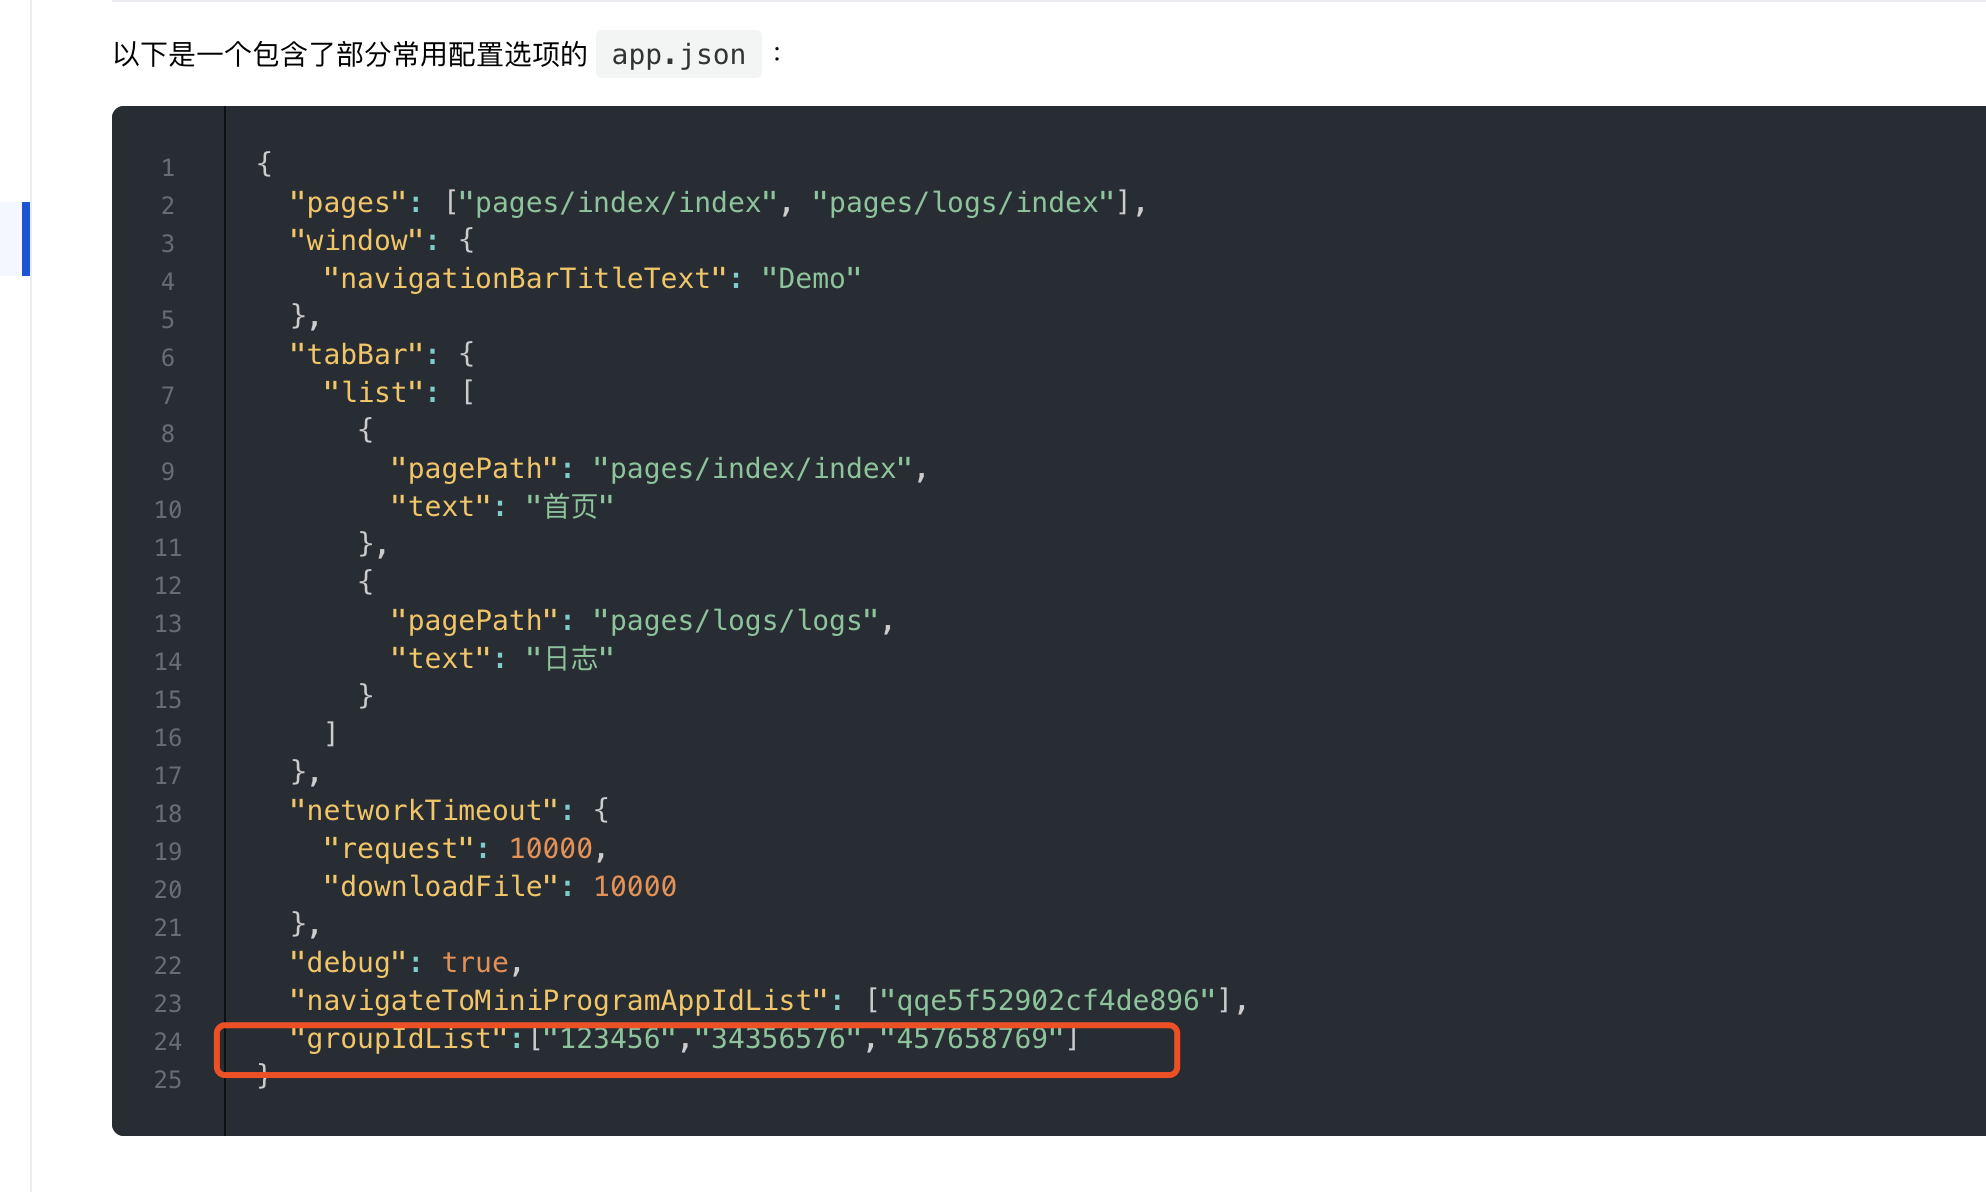 以下是一个包含了部分常用配置选项的 app.json ：
1 {
2 "pages": ["pages/index/index", "pages/logs/index"],
3 "window": {
4 "navigationBarTitleText": "Demo"
5 },
6 "tabBar": {
7 "list": [
8 {
9 "pagePath": "pages/index/index",
10 "text": "首页"
11 },
12 {
13 "pagePath": "pages/logs/logs",
14 "text": "日志"
15 }
16 ]
17 },
18 "networkTimeout": {
19 "request": 10000,
20 "downloadFile": 10000
21 },
22 "debug": true,
23 "navigateToMiniProgramAppIdList": ["qqe5f52902cf4de896"],
24 "groupIdList":["123456","34356576","457658769"]
25 }